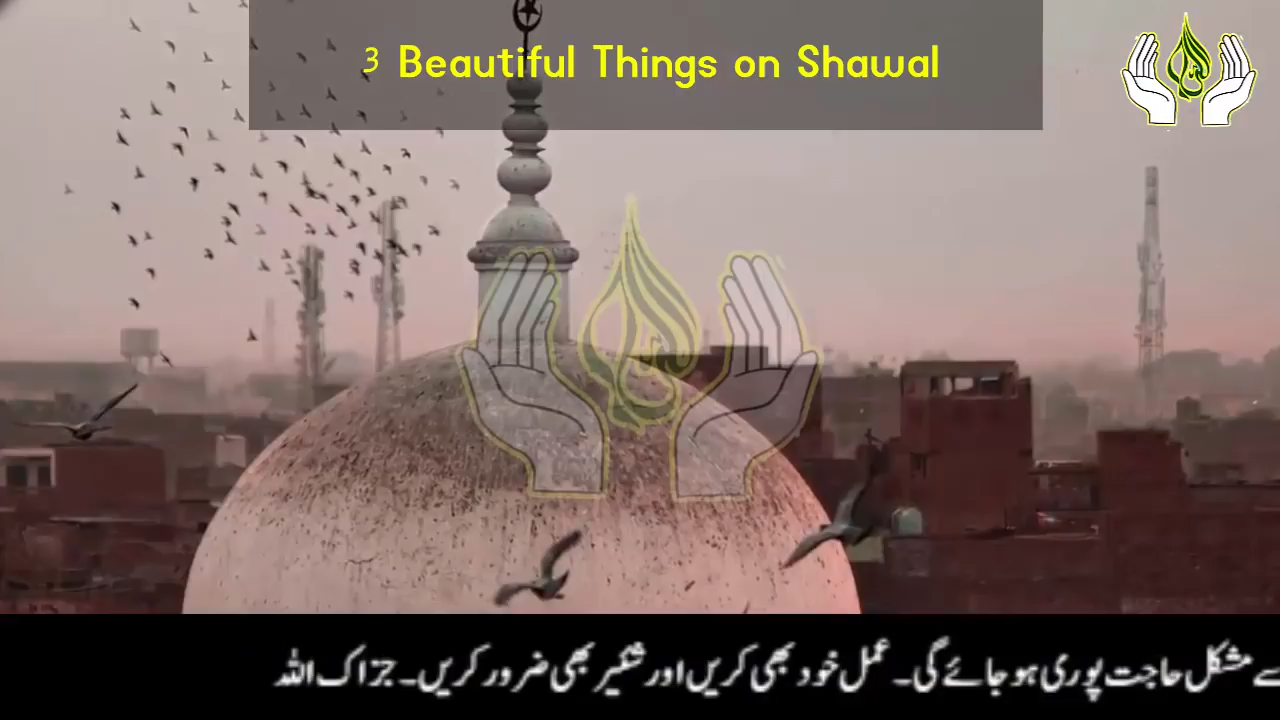 3 Beautiful Things on Shawal
سے مشکل حاجت پوری ہو جائے گی۔ عمل خود بھی کریں اور شئیر بھی ضرور کریں۔ جزاک اللہ